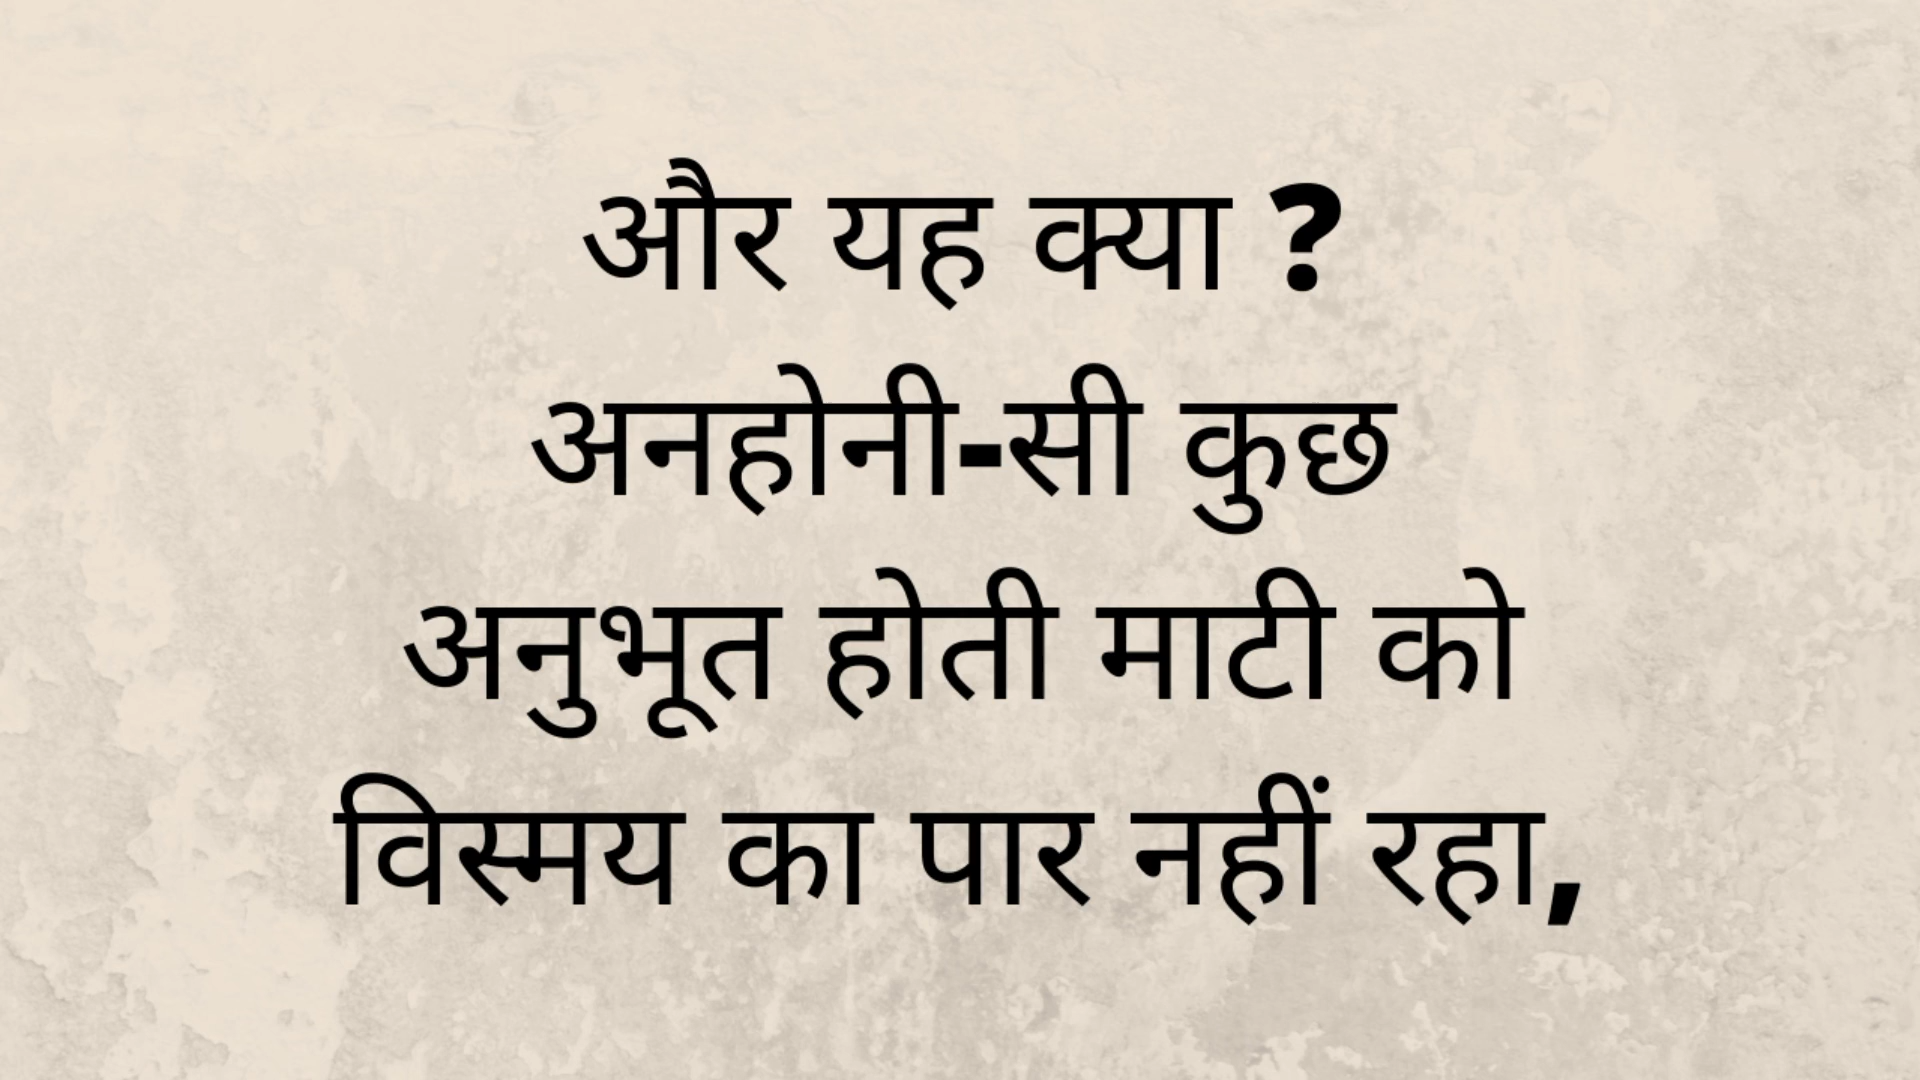 और यह क्या ?
अनहोनी-सी कुछ
अनुभूत होती माटी को
विस्मय का पार नहीं रहा,